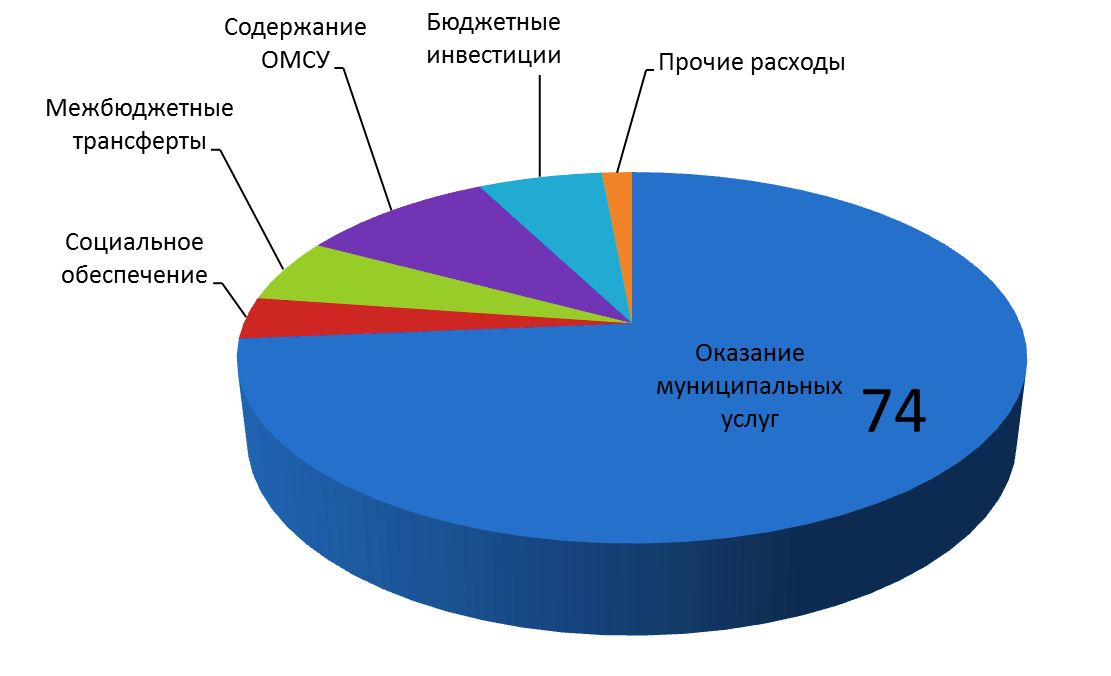 Содержание
ОМСУ
Бюджетные
инвестиции
Прочие расходы
Межбюджетные
трансферты
Социальное
обеспечение
Оказание
муниципальных
услуг
74